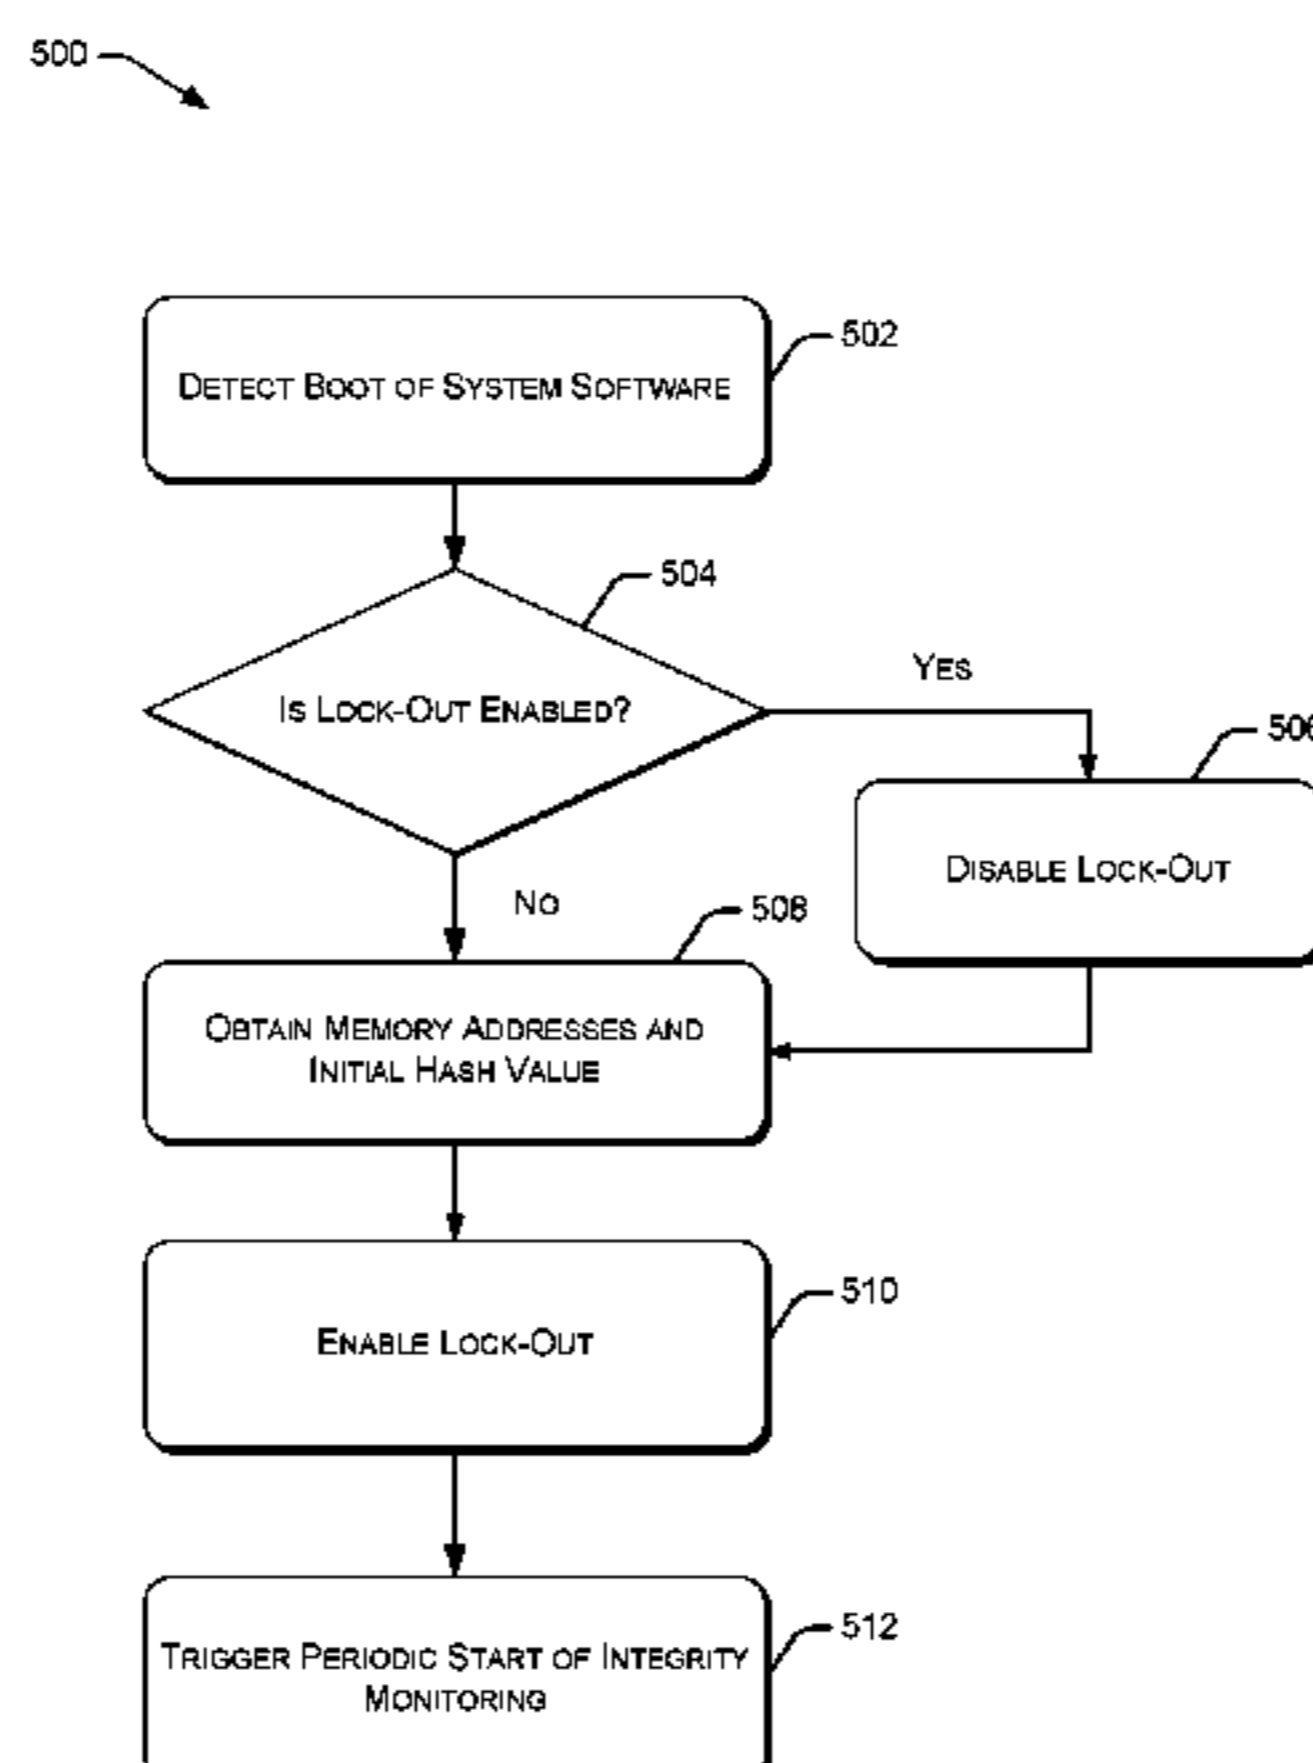 500
DETECT BOOT OF SYSTEM SOFTWARE
502
504
IS LOCK-OUT ENABLED?
YES
506
DISABLE LOCK-OUT
NO
508
OBTAIN MEMORY ADDRESSES AND
INITIAL HASH VALUE
ENABLE LOCK-OUT
510
TRIGGER PERIODIC START OF INTEGRITY
MONITORING
512